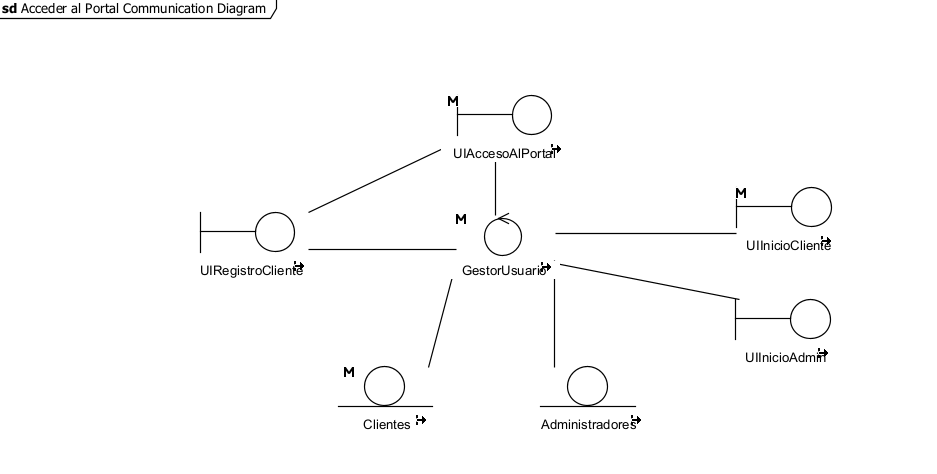 sd Acceder al Portal Communication Diagram
M
UIAccesoAlPortal
M
M
UIInicioCliente
UIRegistroCliente
GestorUsuario
UIInicioAdmin
M
Clientes
Administradores